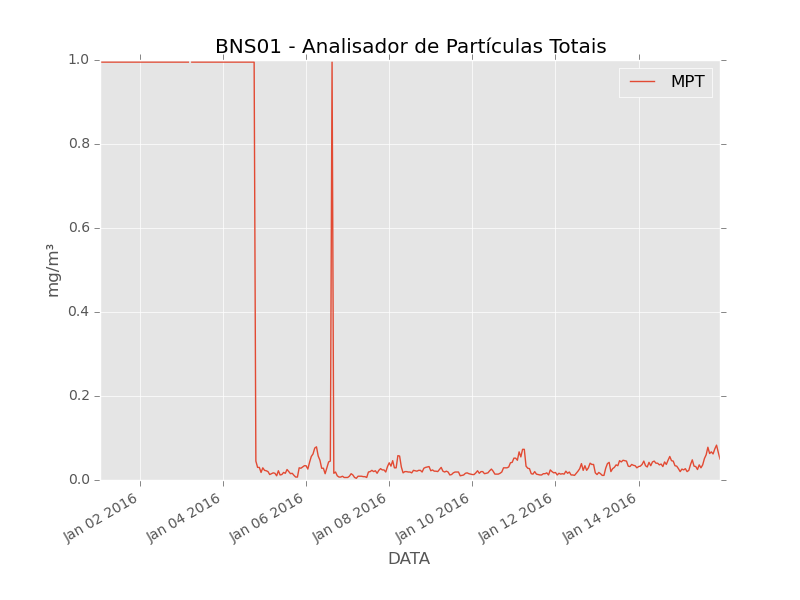 BNS01 - Analisador de Partículas Totais
MPT
1.0
0.8
0.6
0.4
0.2
0.0
mg/m³
Jan 02 2016
Jan 04 2016
Jan 06 2016
Jan 08 2016
Jan 10 2016
Jan 12 2016
Jan 14 2016
DATA